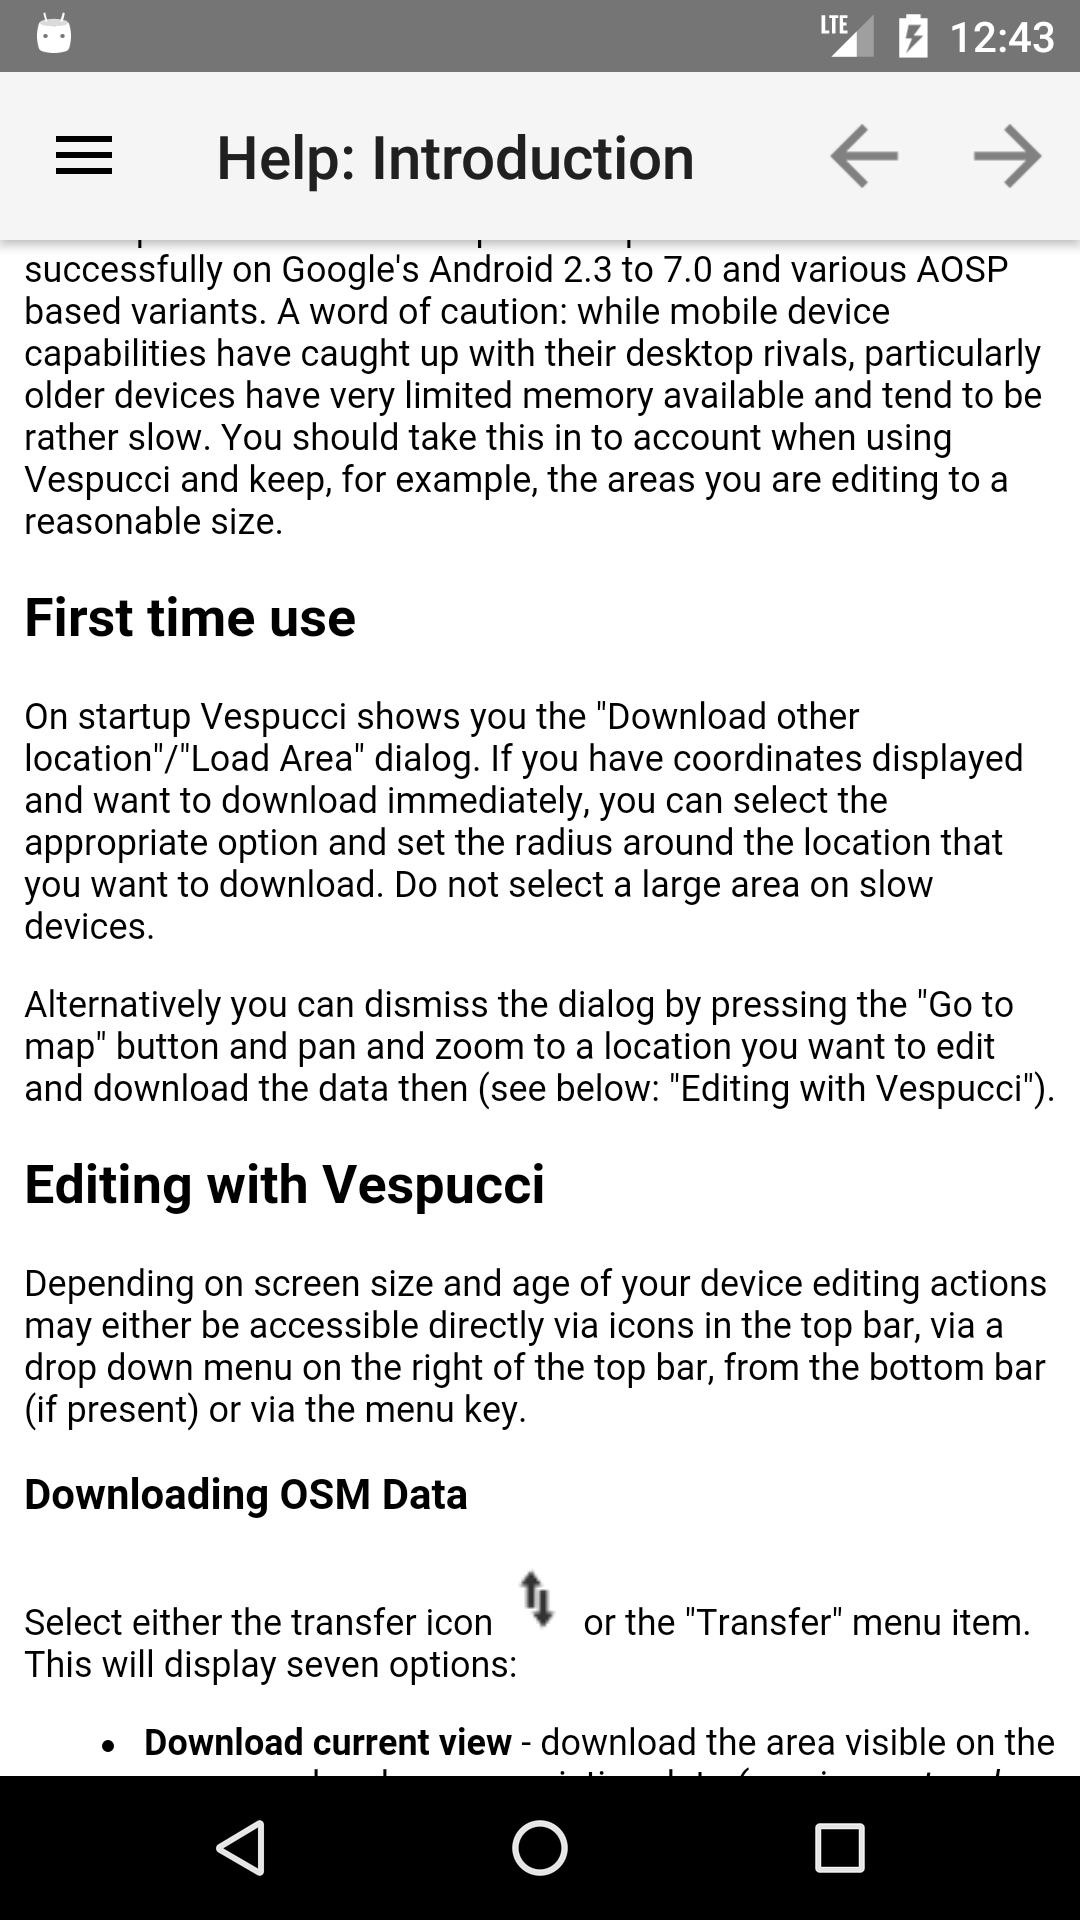 LTE 12:43
Help: Introduction
successfully on Google's Android 2.3 to 7.0 and various AOSP
based variants. A word of caution: while mobile device
capabilities have caught up with their desktop rivals, particularly
older devices have very limited memory available and tend to be
rather slow. You should take this in to account when using
Vespucci and keep, for example, the areas you are editing to a
reasonable size.
First time use
On startup Vespucci shows you the "Download other
location"/"Load Area" dialog. If you have coordinates displayed
and want to download immediately, you can select the
appropriate option and set the radius around the location that
you want to download. Do not select a large area on slow
devices.
Alternatively you can dismiss the dialog by pressing the "Go to
map" button and pan and zoom to a location you want to edit
and download the data then (see below: "Editing with Vespucci").
Editing with Vespucci
Depending on screen size and age of your device editing actions
may either be accessible directly via icons in the top bar, via a
drop down menu on the right of the top bar, from the bottom bar
(if present) or via the menu key.
Downloading OSM Data
Select either the transfer icon or the "Transfer" menu item.
This will display seven options:
• Download current view - download the area visible on the